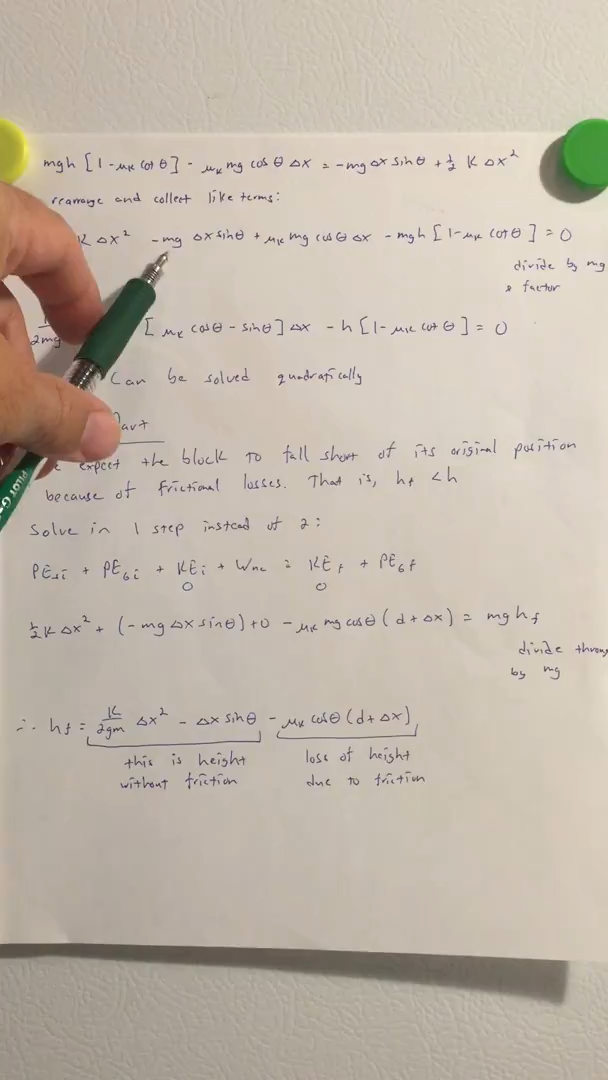 mgh [1 - μk cot θ] - μk mg cos θ Δx = -mg Δx sin θ + ½ K Δx²
rearrange and collect like terms:
K Δx² - mg Δx sin θ + μk mg cos θ Δx - mgh [1 - μk cot θ] = 0
divide by mg
& factor
2mg [μk cos θ - sin θ] Δx - h [1 - μk cot θ] = 0
Can be solved quadratically
expect the block to fall short of its original position
because of frictional losses. That is, hf < h
Solve in 1 step instead of 2:
PEsi + PEGi + KEi + Wnc = KEf + PEGf
0 0
½ K Δx² + (-mg Δx sin θ) + 0 - μk mg cos θ (d + Δx) = mg hf
divide through
by mg
∴ hf = K/2gm Δx² - Δx sin θ - μk cos θ (d + Δx)
this is height loss of height
without friction due to friction
PILOT